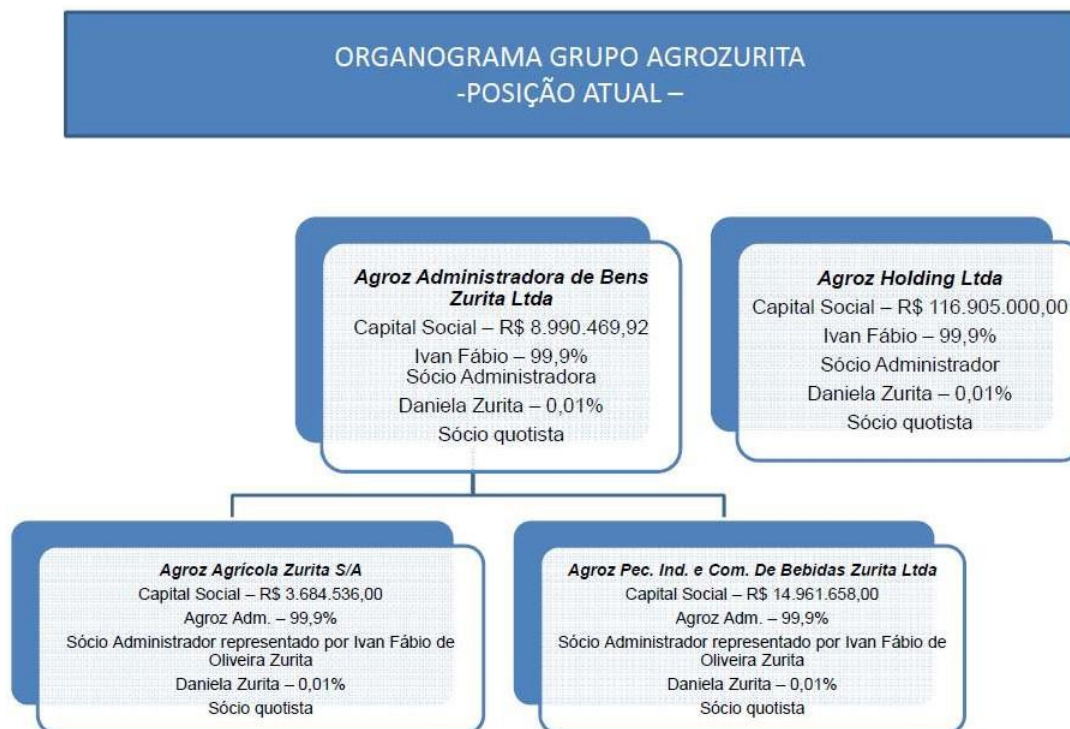 ORGANOGRAMA GRUPO AGROZURITA
-POSIÇÃO ATUAL –
Agroz Administradora de Bens
Zurita Ltda
Capital Social – R$ 8.990.469,92
Ivan Fábio – 99,9%
Sócio Administradora
Daniela Zurita – 0,01%
Sócio quotista
Agroz Holding Ltda
Capital Social – R$ 116.905.000,00
Ivan Fábio – 99,9%
Sócio Administrador
Daniela Zurita – 0,01%
Sócio quotista
Agroz Agrícola Zurita S/A
Capital Social – R$ 3.684.536,00
Agroz Adm. – 99,9%
Sócio Administrador representado por Ivan Fábio de
Oliveira Zurita
Daniela Zurita – 0,01%
Sócio quotista
Agroz Pec. Ind. e Com. De Bebidas Zurita Ltda
Capital Social – R$ 14.961.658,00
Agroz Adm. – 99,9%
Sócio Administrador representado por Ivan Fábio de
Oliveira Zurita
Daniela Zurita – 0,01%
Sócio quotista